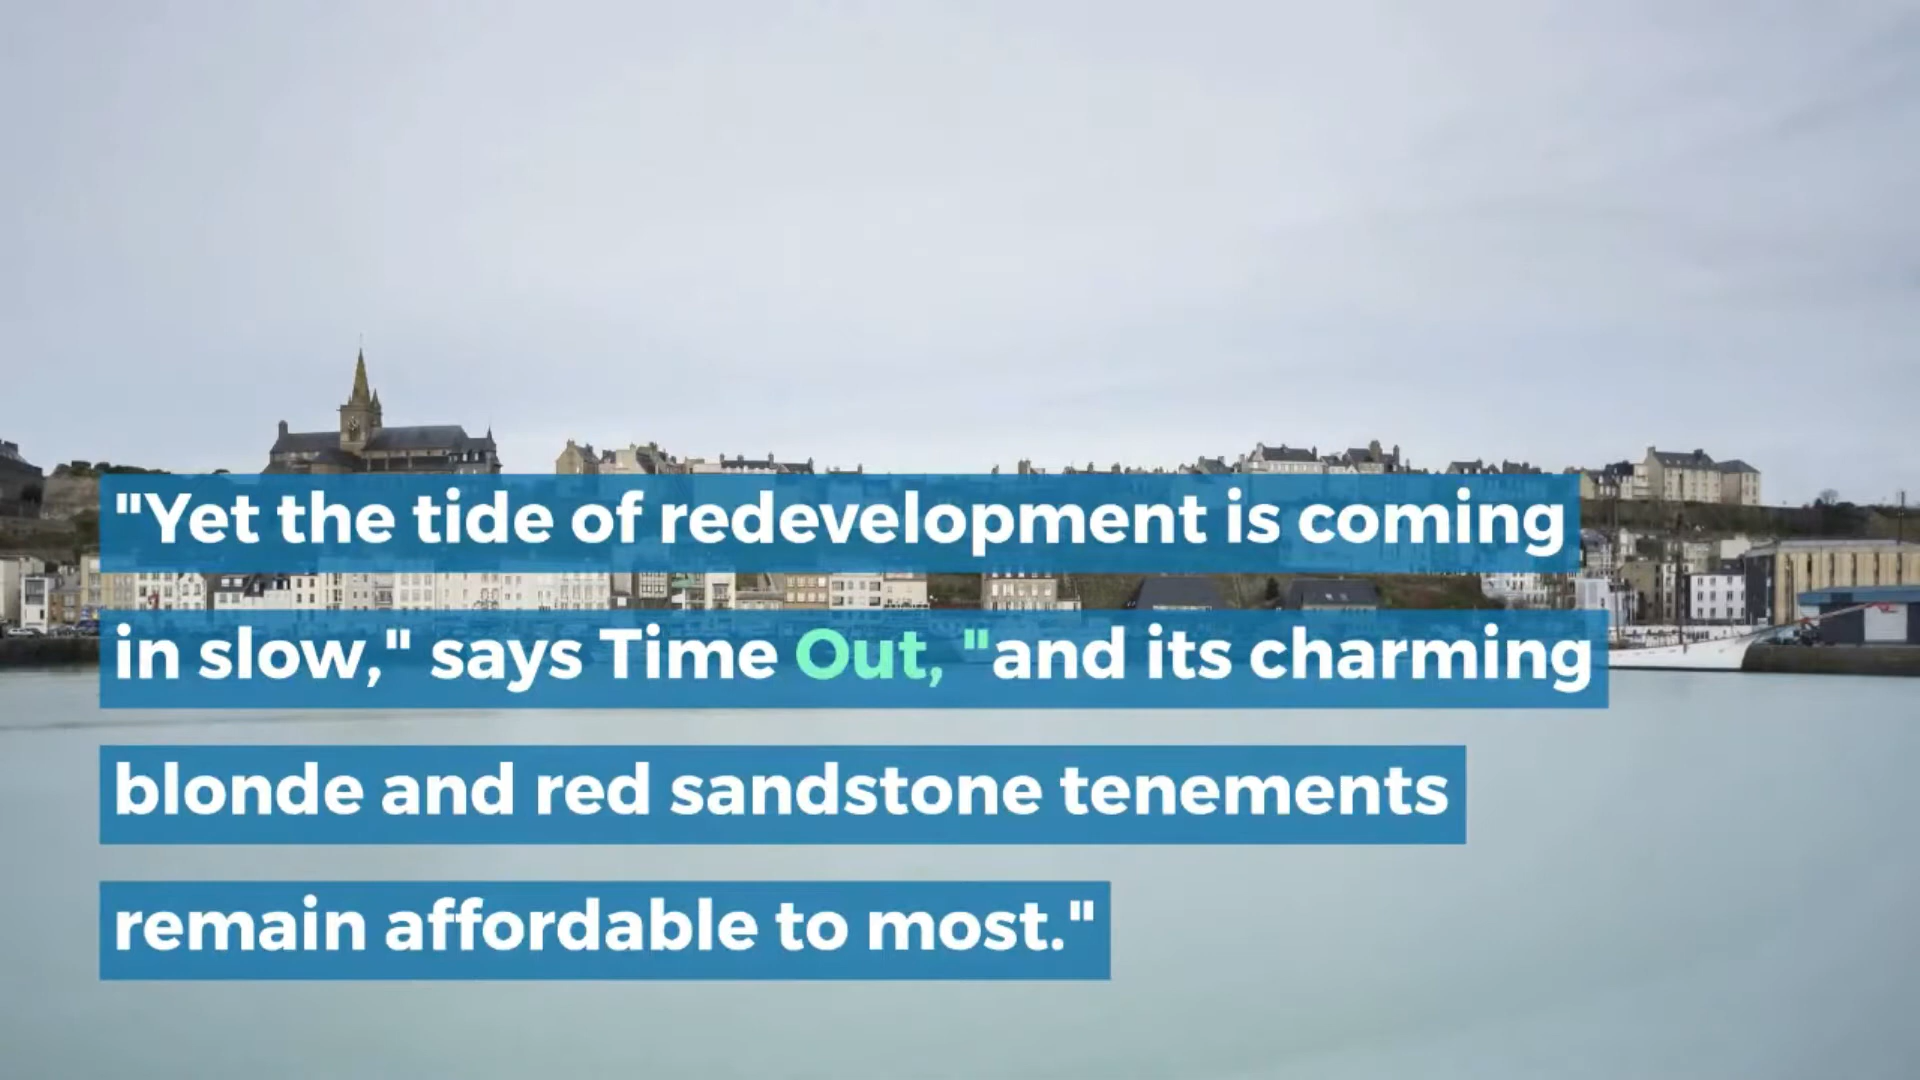 "Yet the tide of redevelopment is coming
in slow," says Time Out, "and its charming
blonde and red sandstone tenements
remain affordable to most."